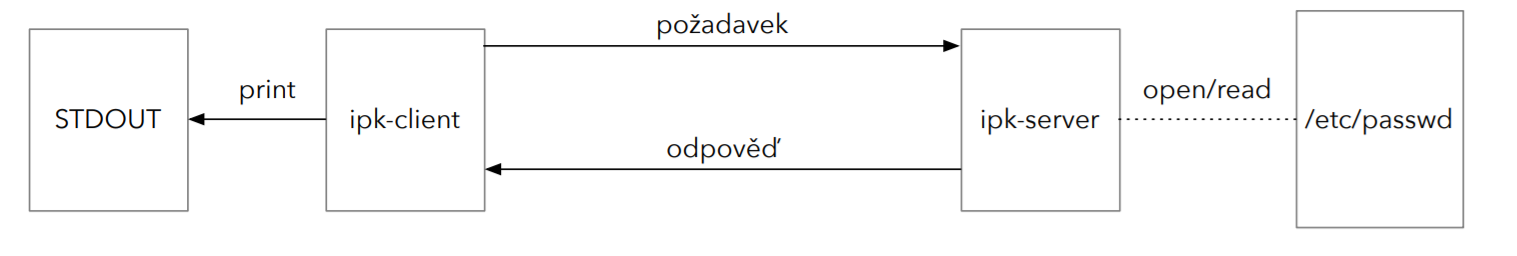 požadavek
print
open/read
STDOUT
ipk-client
ipk-server
/etc/passwd
odpověď